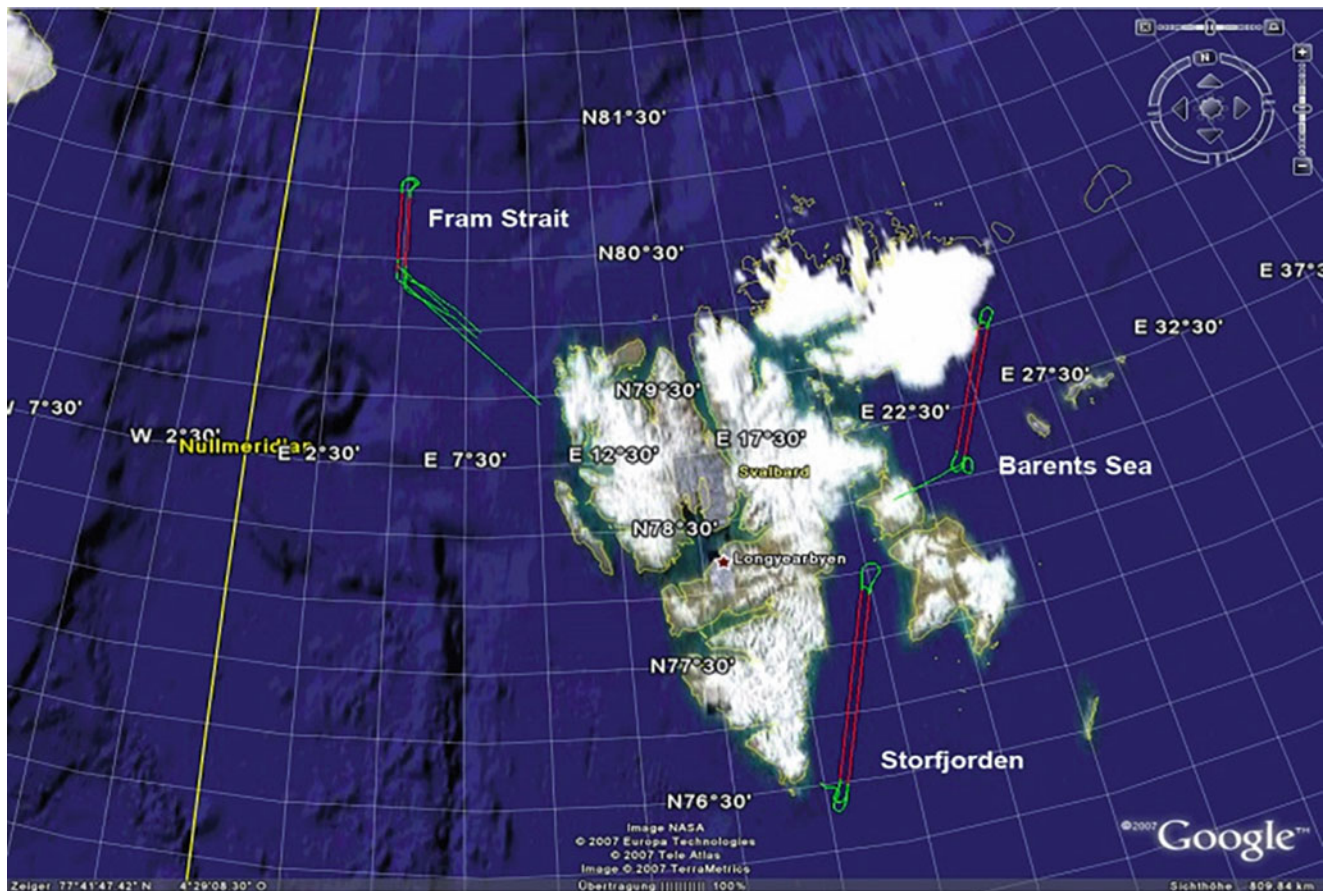 N
N81°30'
Fram Strait
N80°30'
E 37°3
E 32°30'
E 27°30'
N79°30'
W 7°30'
E 22°30'
W 2°30'
Nullmeridian
E 2°30'
E 7°30'
E 12°30'
E 17°30'
Svalbard
Barents Sea
N78°30'
Longyearbyen
N77°30'
Storfjorden
N76°30'
Image NASA
© 2007 Europa Technologies
© 2007 Tele Atlas
Image © 2007 TerraMetrics
©2007 Google™
Zeiger 77°41'47.42" N 4°29'08.30" O
Übertragung |||||||||| 100%
Sichthöhe 809.84 km